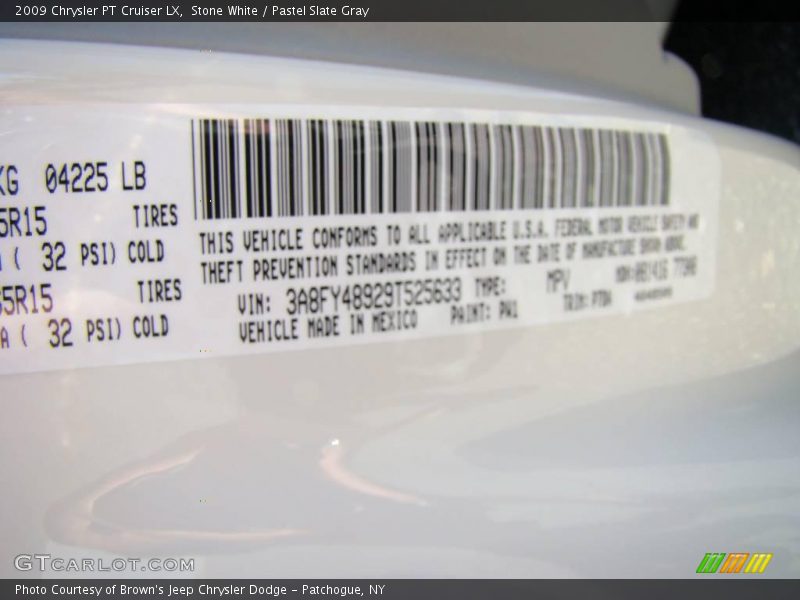 2009 Chrysler PT Cruiser LX, Stone White / Pastel Slate Gray
KG 04225 LB
5R15 TIRES
( 32 PSI) COLD
65R15 TIRES
A ( 32 PSI) COLD
THIS VEHICLE CONFORMS TO ALL APPLICABLE U.S.A. FEDERAL MOTOR VEHICLE SAFETY AND
THEFT PREVENTION STANDARDS IN EFFECT ON THE DATE OF MANUFACTURE SHOWN ABOVE.
VIN: 3A8FY48929T525633 TYPE: MPV
VEHICLE MADE IN MEXICO PAINT: PW1 TRIM:
GTCARLOT.COM
Photo Courtesy of Brown's Jeep Chrysler Dodge - Patchogue, NY